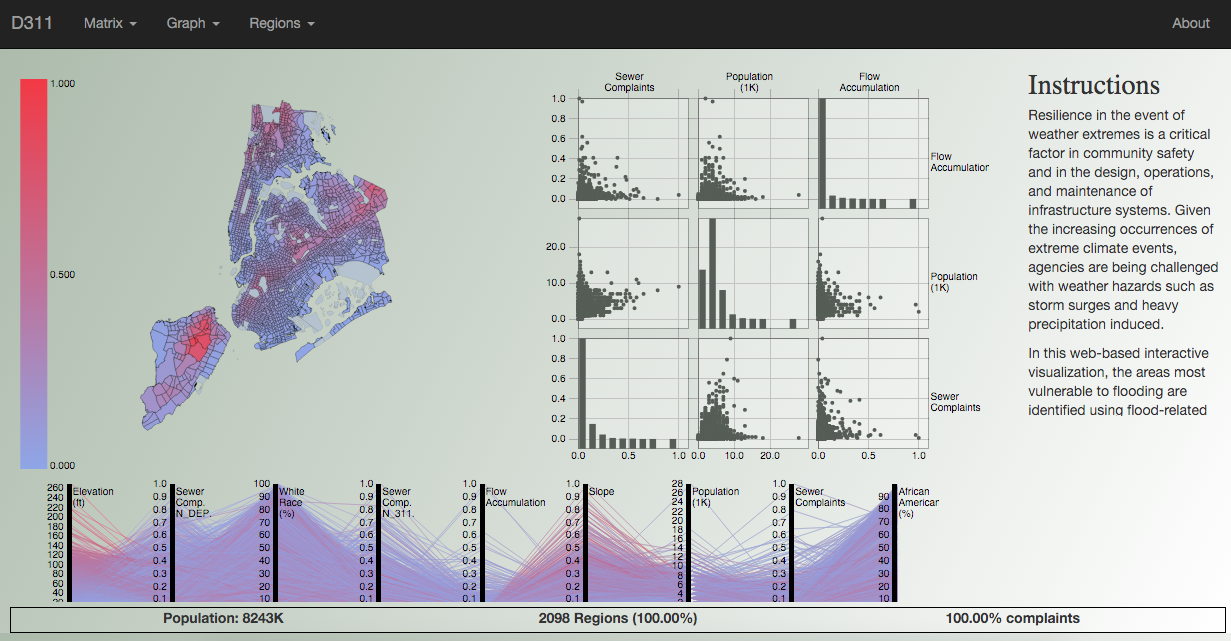 D311 Matrix Graph Regions About
1.000
0.500
0.000
Sewer
Complaints
Population
(1K)
Flow
Accumulation
1.0
0.8
0.6
0.4
0.2
0.0
Flow
Accumulation
20.0
10.0
0.0
Population
(1K)
1.0
0.8
0.6
0.4
0.2
0.0
Sewer
Complaints
0.0 0.5 1.0 0.0 10.0 20.0 0.0 0.5 1.0
Instructions
Resilience in the event of
weather extremes is a critical
factor in community safety
and in the design, operations,
and maintenance of
infrastructure systems. Given
the increasing occurrences of
extreme climate events,
agencies are being challenged
with weather hazards such as
storm surges and heavy
precipitation induced.
In this web-based interactive
visualization, the areas most
vulnerable to flooding are
identified using flood-related
Elevation
(ft)
260
240
220
200
180
160
140
120
100
80
60
40
Sewer
Comp.
N_DEP.
1.0
0.9
0.8
0.7
0.6
0.5
0.4
0.3
0.2
0.1
White
Race
(%)
100
90
80
70
60
50
40
30
20
10
Sewer
Comp.
N_311.
1.0
0.9
0.8
0.7
0.6
0.5
0.4
0.3
0.2
0.1
Flow
Accumulation
1.0
0.9
0.8
0.7
0.6
0.5
0.4
0.3
0.2
0.1
Slope
1.0
0.9
0.8
0.7
0.6
0.5
0.4
0.3
0.2
0.1
Population
(1K)
28
26
24
22
20
18
16
14
12
10
8
6
4
Sewer
Complaints
1.0
0.9
0.8
0.7
0.6
0.5
0.4
0.3
0.2
0.1
African
American
(%)
90
80
70
60
50
40
30
20
10
Population: 8243K 2098 Regions (100.00%) 100.00% complaints